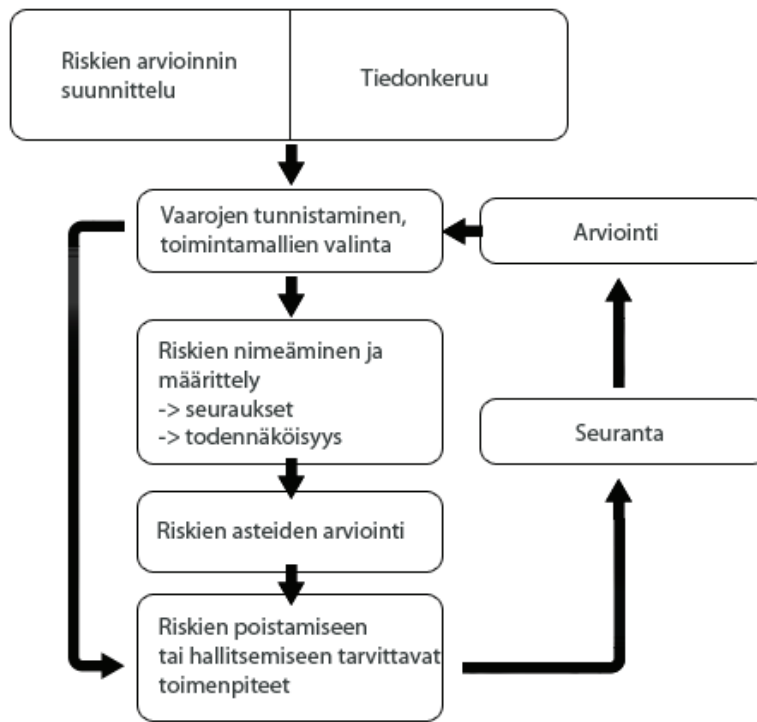 Riskien arvioinnin
suunnittelu
Tiedonkeruu
Vaarojen tunnistaminen,
toimintamallien valinta
Arviointi
Riskien nimeäminen ja
määrittely
-> seuraukset
-> todennäköisyys
Seuranta
Riskien asteiden arviointi
Riskien poistamiseen
tai hallitsemiseen tarvittavat
toimenpiteet